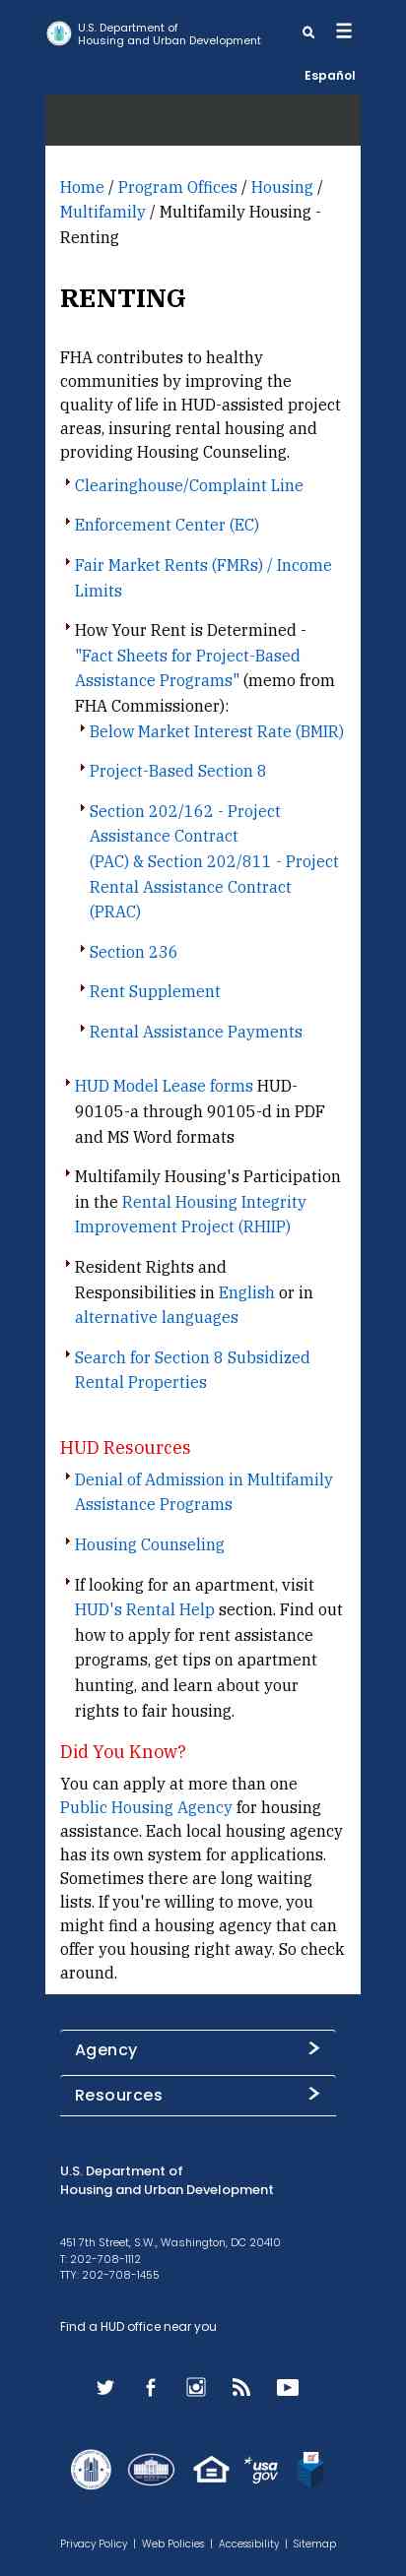 U.S. Department of
Housing and Urban Development
Español
Home / Program Offices / Housing /
Multifamily / Multifamily Housing -
Renting
RENTING
FHA contributes to healthy
communities by improving the
quality of life in HUD-assisted project
areas, insuring rental housing and
providing Housing Counseling.
Clearinghouse/Complaint Line
Enforcement Center (EC)
Fair Market Rents (FMRs) / Income
Limits
How Your Rent is Determined -
"Fact Sheets for Project-Based
Assistance Programs" (memo from
FHA Commissioner):
Below Market Interest Rate (BMIR)
Project-Based Section 8
Section 202/162 - Project
Assistance Contract
(PAC) & Section 202/811 - Project
Rental Assistance Contract
(PRAC)
Section 236
Rent Supplement
Rental Assistance Payments
HUD Model Lease forms HUD-
90105-a through 90105-d in PDF
and MS Word formats
Multifamily Housing's Participation
in the Rental Housing Integrity
Improvement Project (RHIIP)
Resident Rights and
Responsibilities in English or in
alternative languages
Search for Section 8 Subsidized
Rental Properties
HUD Resources
Denial of Admission in Multifamily
Assistance Programs
Housing Counseling
If looking for an apartment, visit
HUD's Rental Help section. Find out
how to apply for rent assistance
programs, get tips on apartment
hunting, and learn about your
rights to fair housing.
Did You Know?
You can apply at more than one
Public Housing Agency for housing
assistance. Each local housing agency
has its own system for applications.
Sometimes there are long waiting
lists. If you're willing to move, you
might find a housing agency that can
offer you housing right away. So check
around.
Agency
Resources
U.S. Department of
Housing and Urban Development
451 7th Street, S.W., Washington, DC 20410
T: 202-708-1112
TTY: 202-708-1455
Find a HUD office near you
usa
gov
Privacy Policy | Web Policies | Accessibility | Sitemap